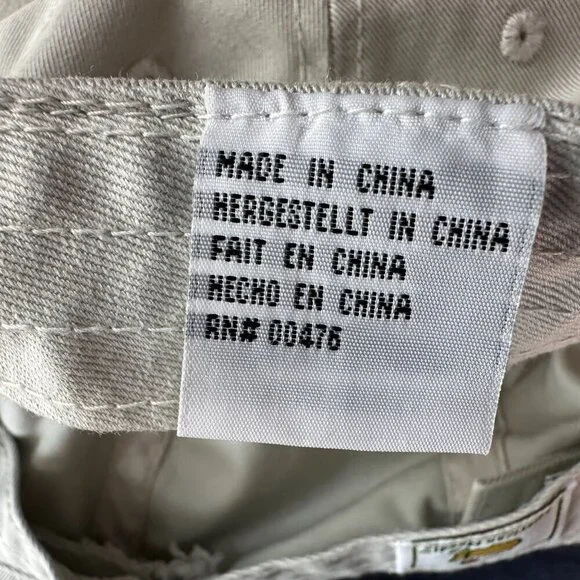 MADE IN CHINA
HERGESTELLT IN CHINA
FAIT EN CHINA
HECHO EN CHINA
RN# 00476